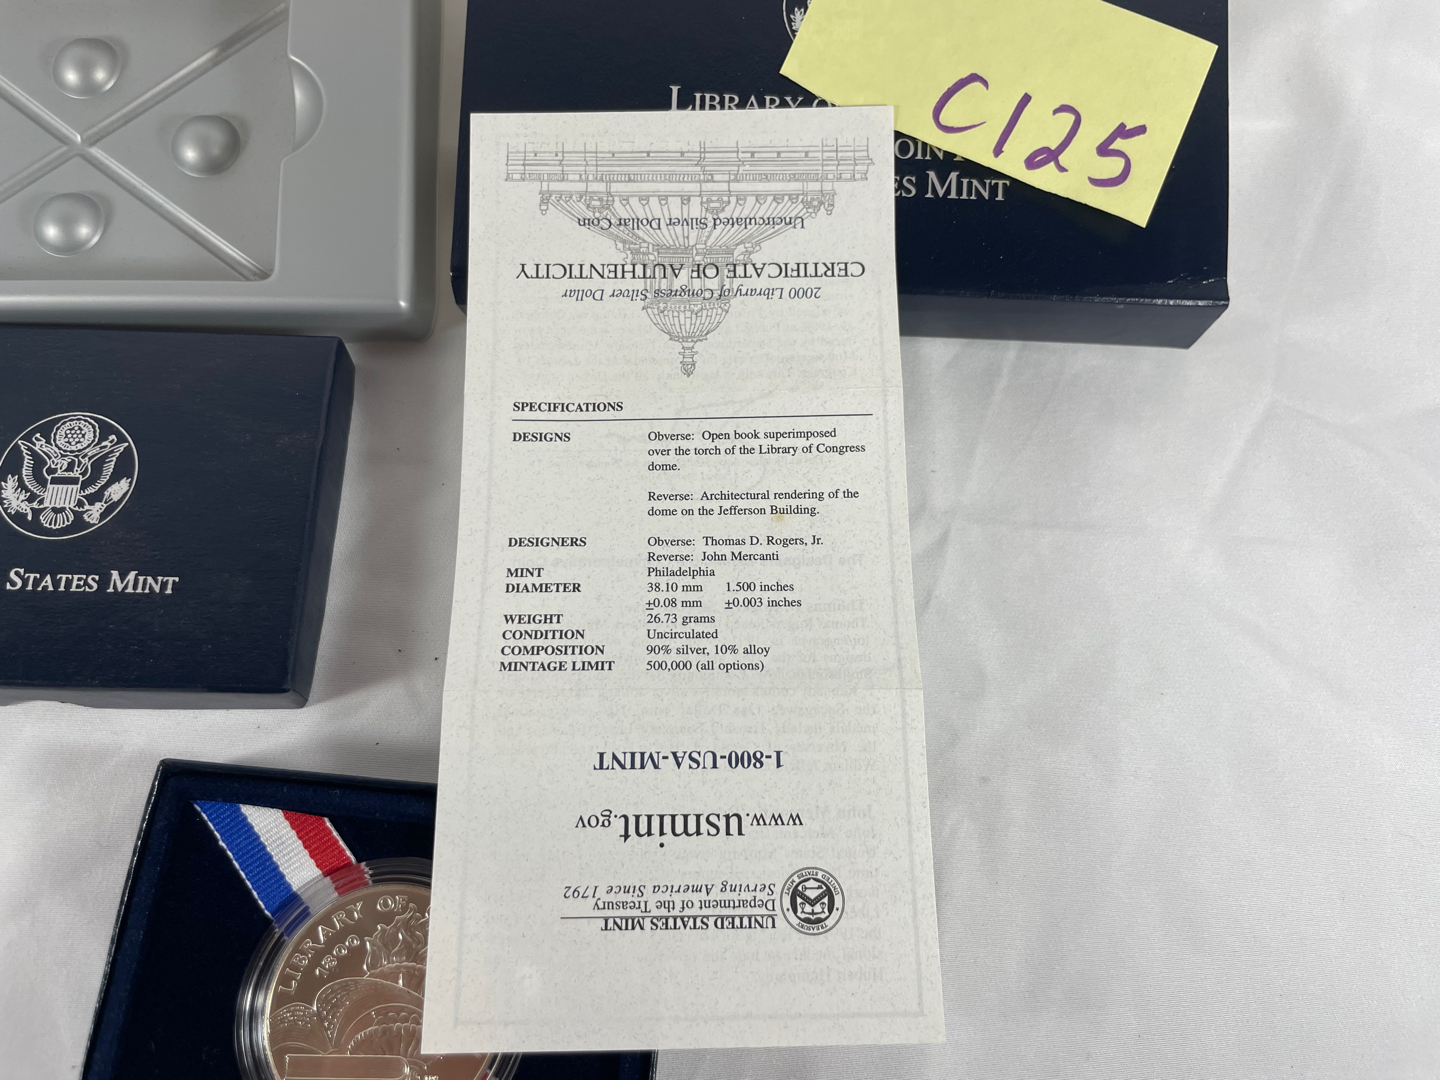 LIBRARY O
OIN
ES MINT
C125
Uncirculated Silver Dollar Coin
CERTIFICATE OF AUTHENTICITY
2000 Library of Congress Silver Dollar
SPECIFICATIONS
DESIGNS Obverse: Open book superimposed
over the torch of the Library of Congress
dome.
Reverse: Architectural rendering of the
dome on the Jefferson Building.
DESIGNERS Obverse: Thomas D. Rogers, Jr.
Reverse: John Mercanti
MINT Philadelphia
DIAMETER 38.10 mm 1.500 inches
±0.08 mm ±0.003 inches
WEIGHT 26.73 grams
CONDITION Uncirculated
COMPOSITION 90% silver, 10% alloy
MINTAGE LIMIT 500,000 (all options)
1-800-USA-MINT
www.usmint.gov
UNITED STATES MINT
Department of the Treasury
Serving America Since 1792
STATES MINT
LIBRARY OF
1800